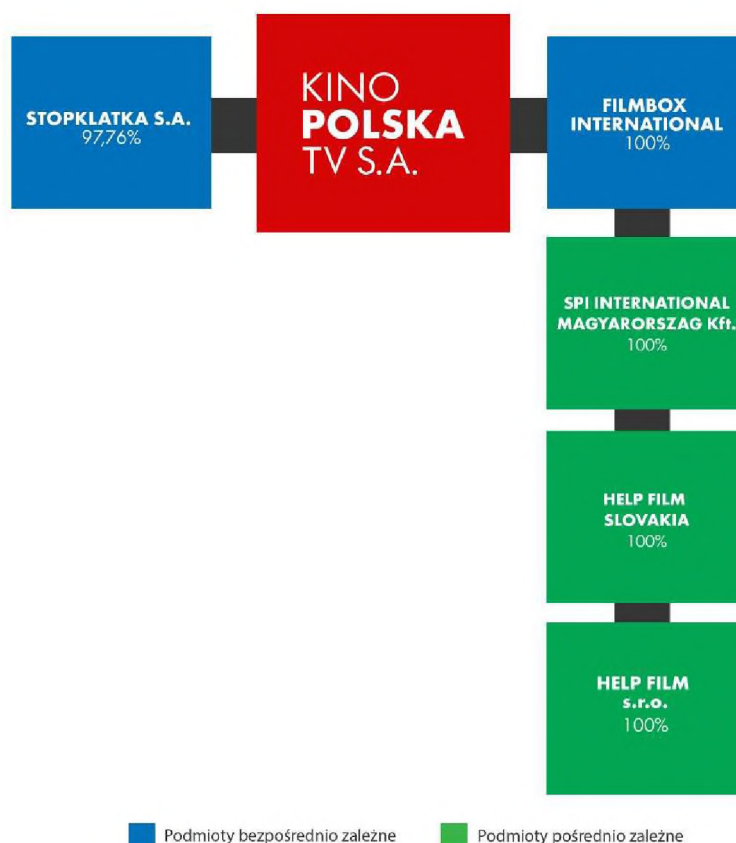 STOPKLATKA S.A.
97,76%
KINO
POLSKA
TV S.A.
FILMBOX
INTERNATIONAL
100%
SPI INTERNATIONAL
MAGYARORSZAG Kft.
100%
HELP FILM
SLOVAKIA
100%
HELP FILM
s.r.o.
100%
Podmioty bezpośrednio zależne
Podmioty pośrednio zależne